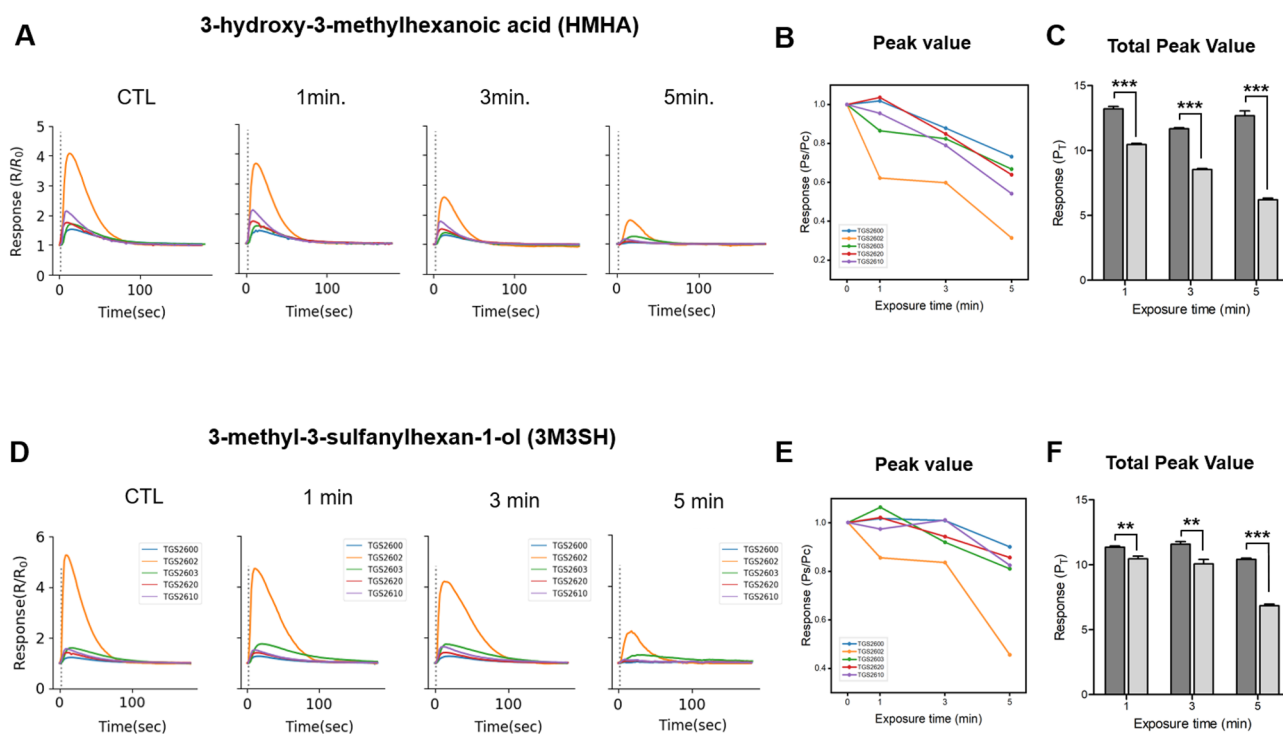 A
3-hydroxy-3-methylhexanoic acid (HMHA)
CTL
1min.
3min.
5min.
Response (R/R0)
5
4
3
2
1
0
0
100
Time(sec)
0
100
Time(sec)
0
100
Time(sec)
0
100
Time(sec)
B
Peak value
Response (Ps/Pc)
1.0
0.8
0.6
0.4
0.2
TGS2600
TGS2602
TGS2603
TGS2620
TGS2610
0
1
3
5
Exposure time (min)
C
Total Peak Value
Response (PT)
15
10
5
0
***
***
***
1
3
5
Exposure time (min)
D
3-methyl-3-sulfanylhexan-1-ol (3M3SH)
CTL
1 min
3 min
5 min
Response(R/R0)
6
4
2
0
TGS2600
TGS2602
TGS2603
TGS2620
TGS2610
0
100
Time(sec)
TGS2600
TGS2602
TGS2603
TGS2620
TGS2610
0
100
Time(sec)
TGS2600
TGS2602
TGS2603
TGS2620
TGS2610
0
100
Time(sec)
TGS2600
TGS2602
TGS2603
TGS2620
TGS2610
0
100
Time(sec)
E
Peak value
Response (Ps/Pc)
1.0
0.8
0.6
0.4
TGS2600
TGS2602
TGS2603
TGS2620
TGS2610
0
1
3
5
Exposure time (min)
F
Total Peak Value
Response (PT)
15
10
5
0
**
**
***
1
3
5
Exposure time (min)